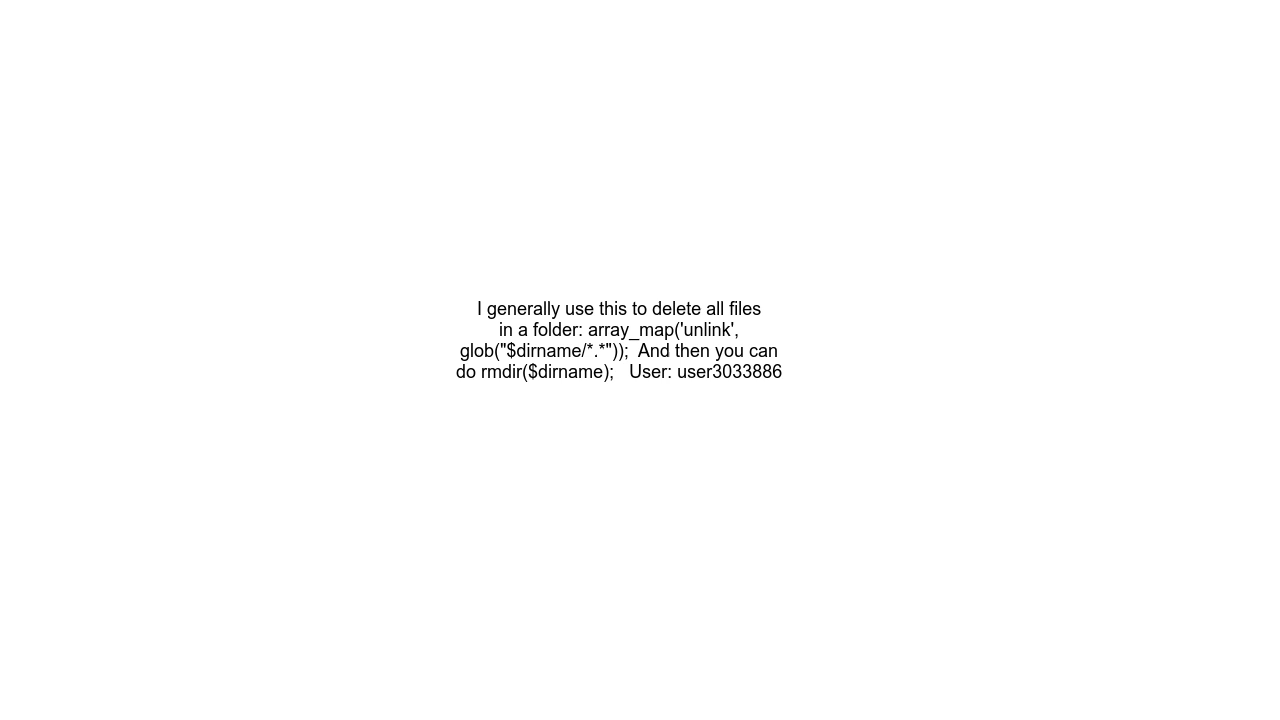 I generally use this to delete all files
in a folder: array_map('unlink',
glob("$dirname/*.*"));  And then you can
do rmdir($dirname);   User: user3033886